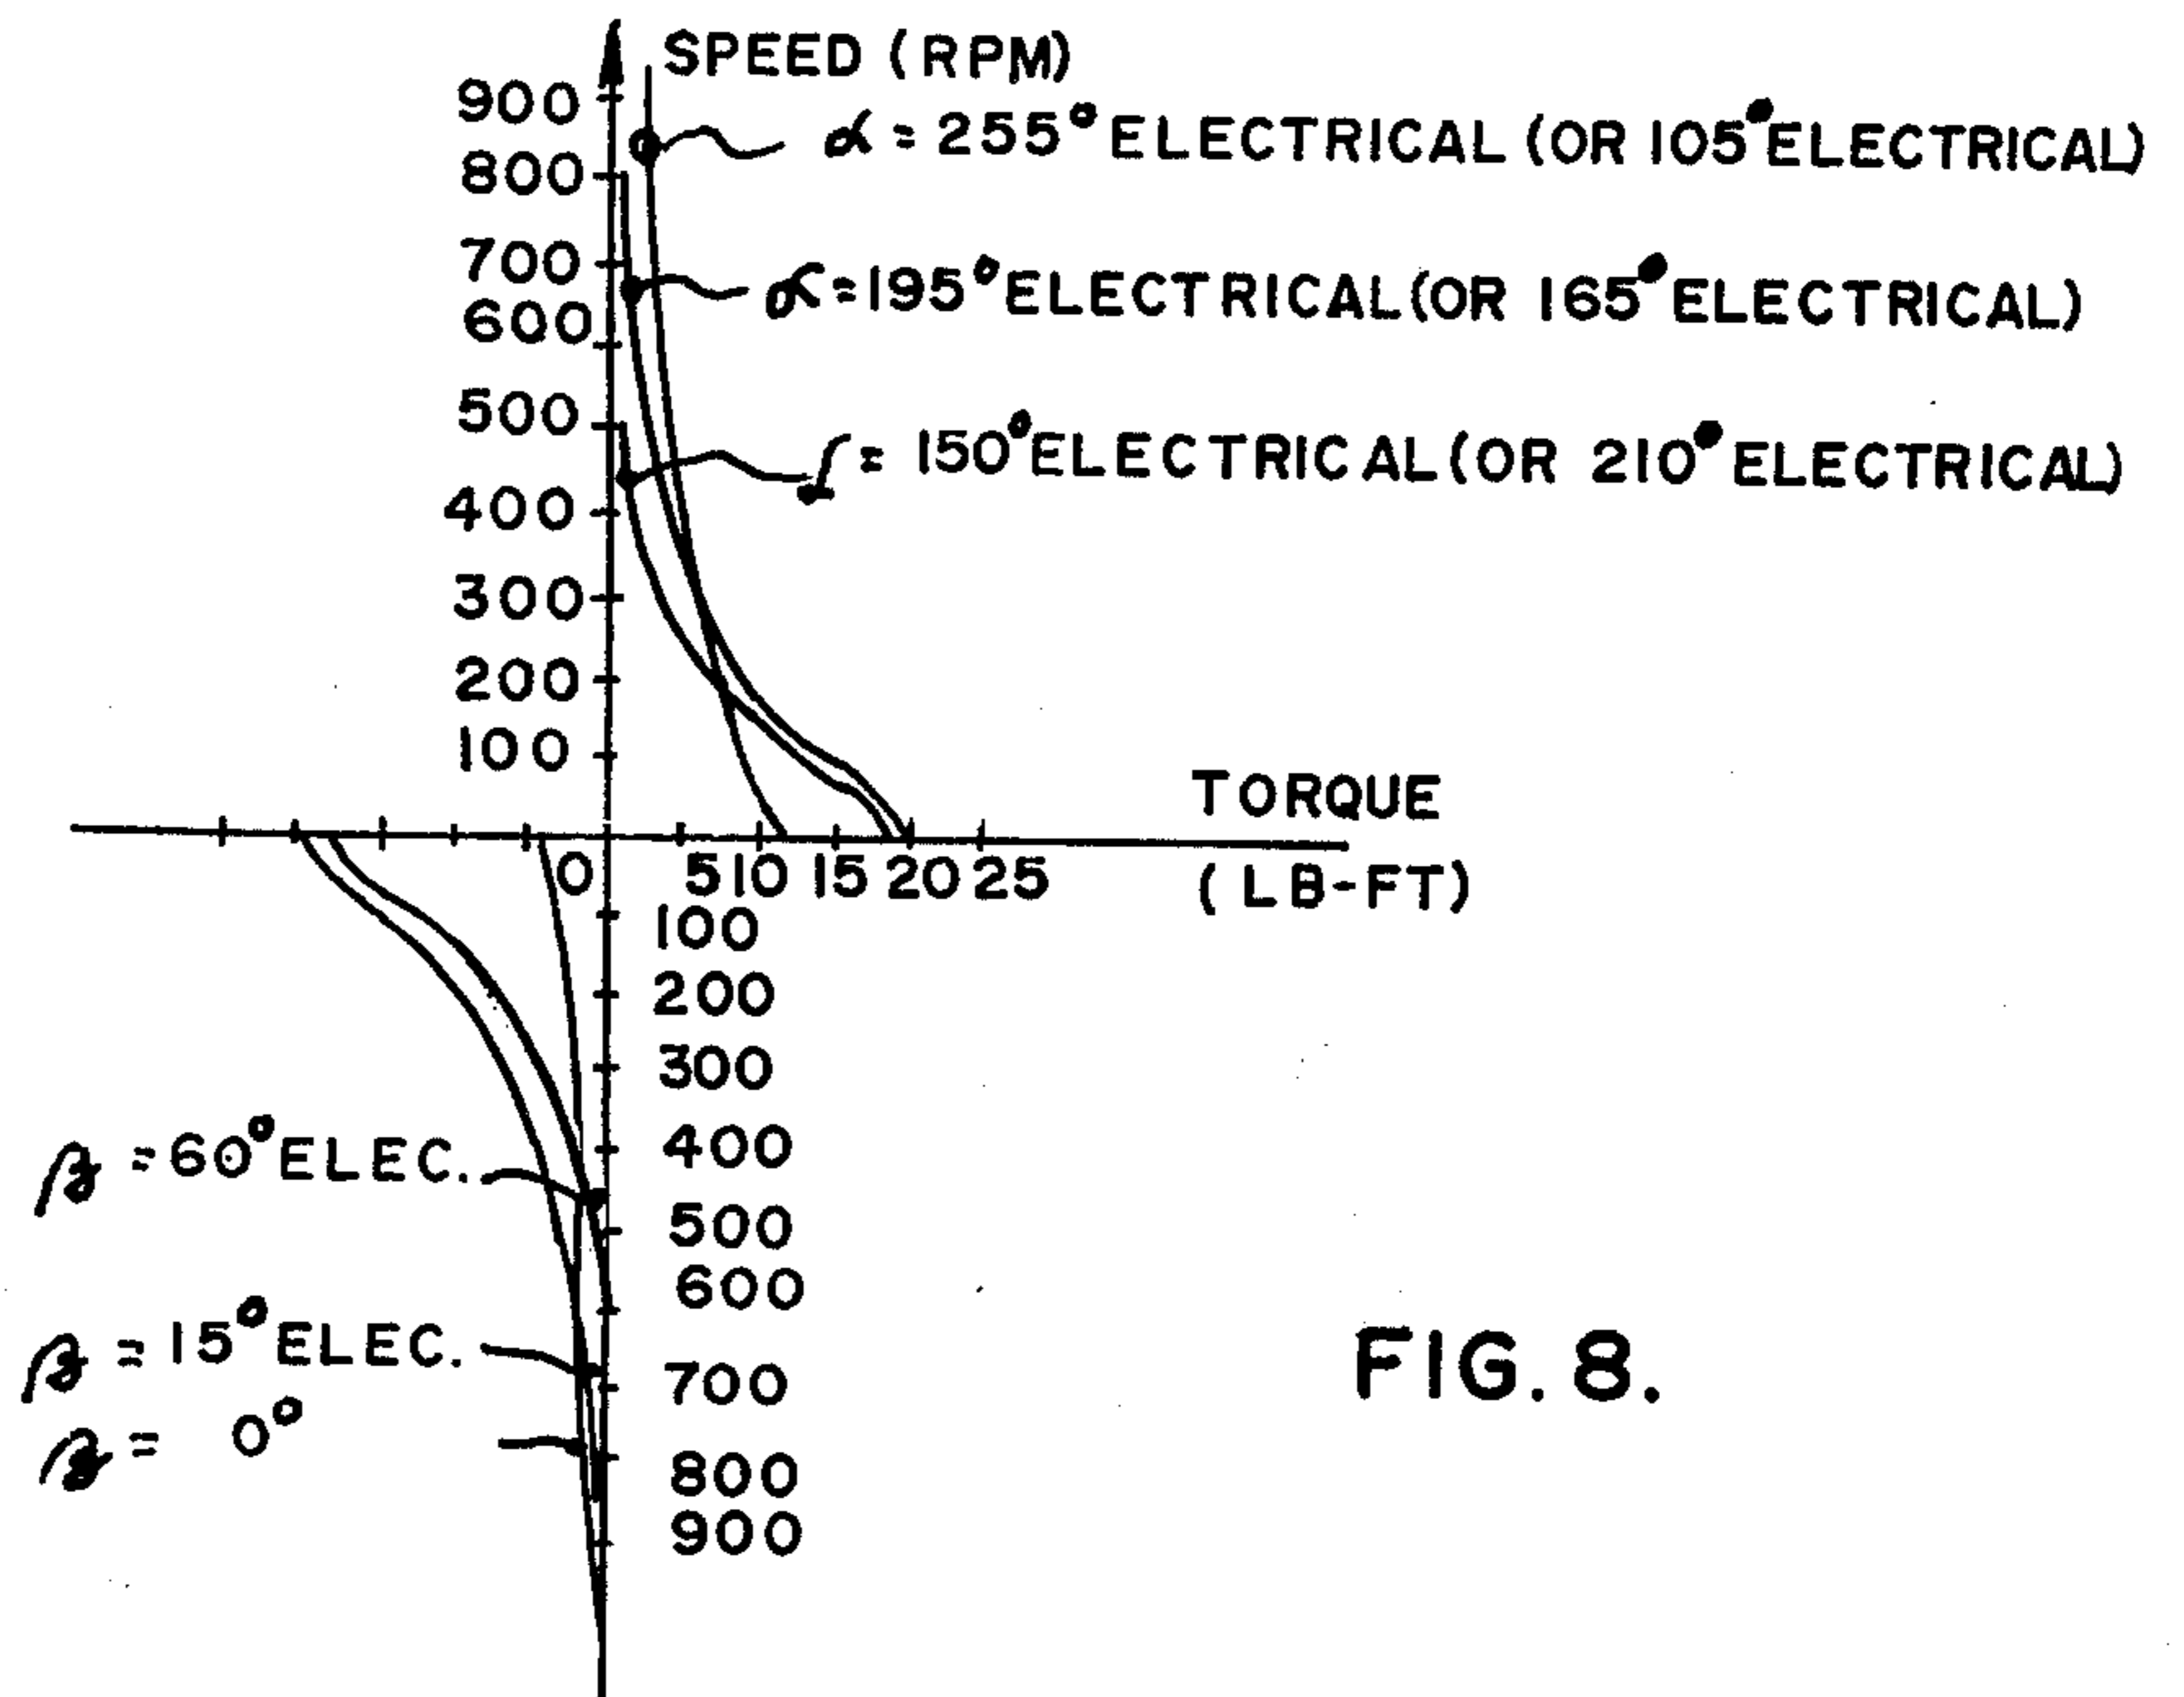 SPEED (RPM)
900
α = 255° ELECTRICAL (OR 105° ELECTRICAL)
800
700
α = 195° ELECTRICAL (OR 165° ELECTRICAL)
600
500
= 150° ELECTRICAL (OR 210° ELECTRICAL)
400
300
200
100
TORQUE
(LB-FT)
0 5 10 15 20 25
100
200
300
400
β = 60° ELEC.
500
600
β = 15° ELEC.
700
β = 0°
800
900
FIG. 8.